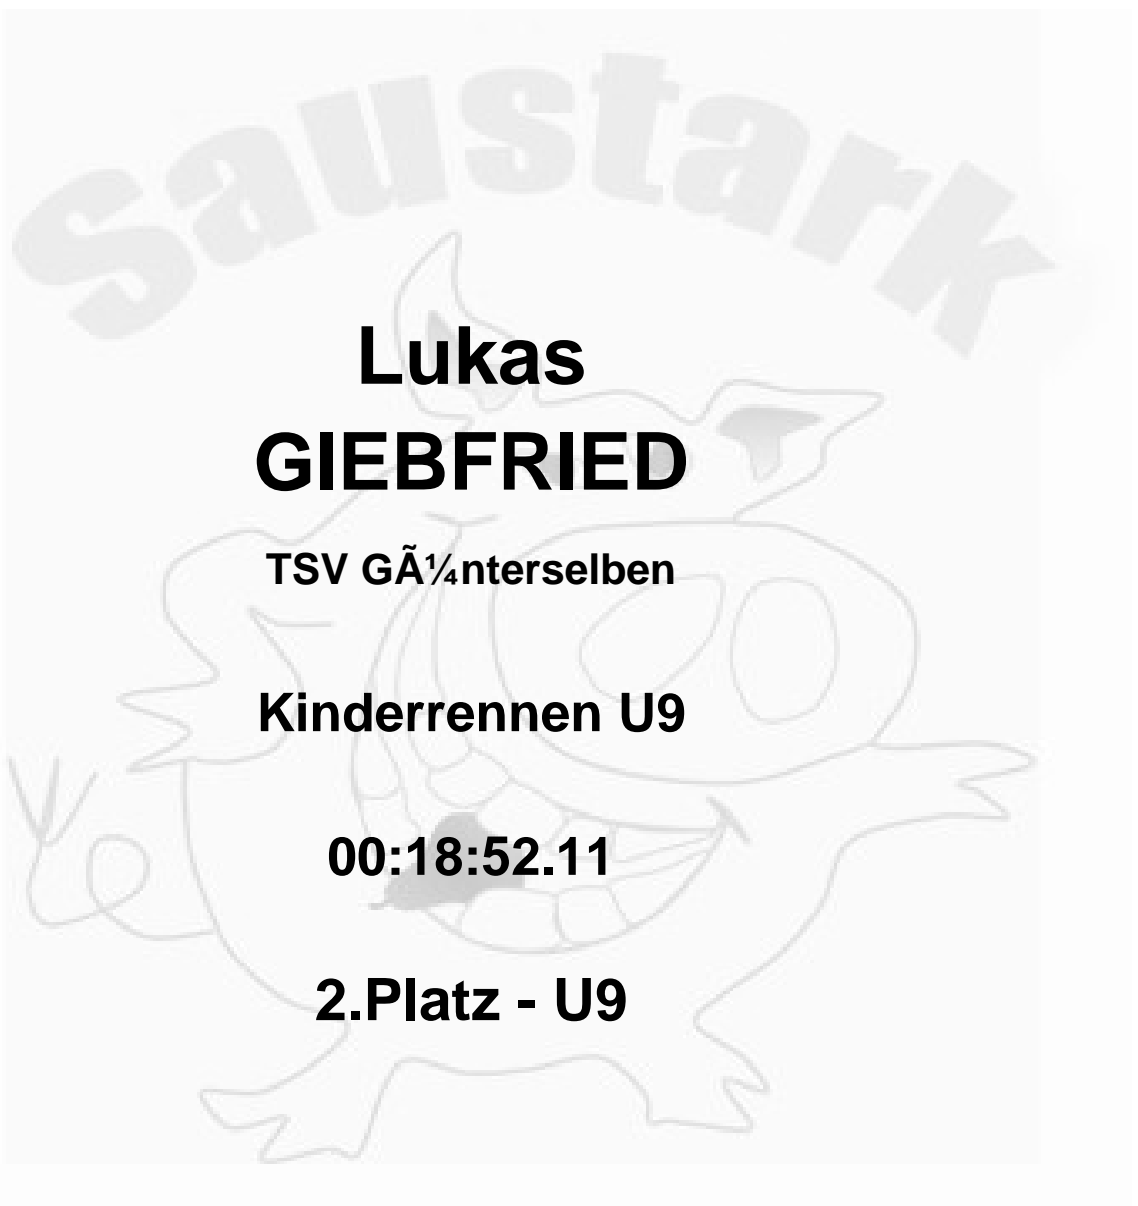 Saustark
Lukas
GIEBFRIED
TSV GÃ¼nterselben
Kinderrennen U9
00:18:52.11
2.Platz - U9